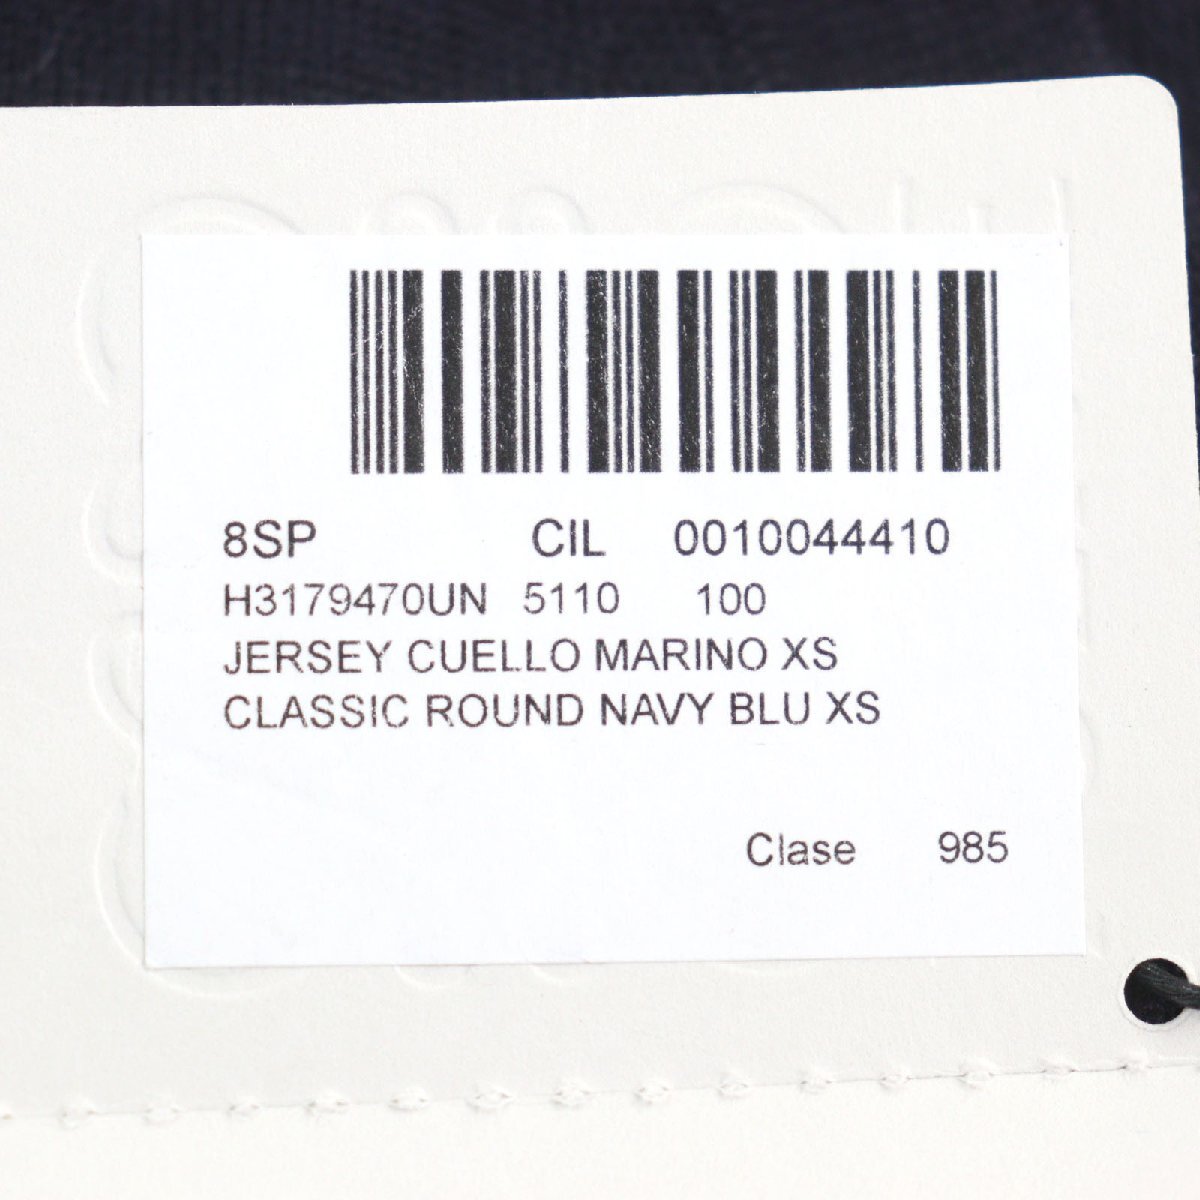 8SP CIL 0010044410
H3179470UN 5110 100
JERSEY CUELLO MARINO XS
CLASSIC ROUND NAVY BLU XS
Clase 985